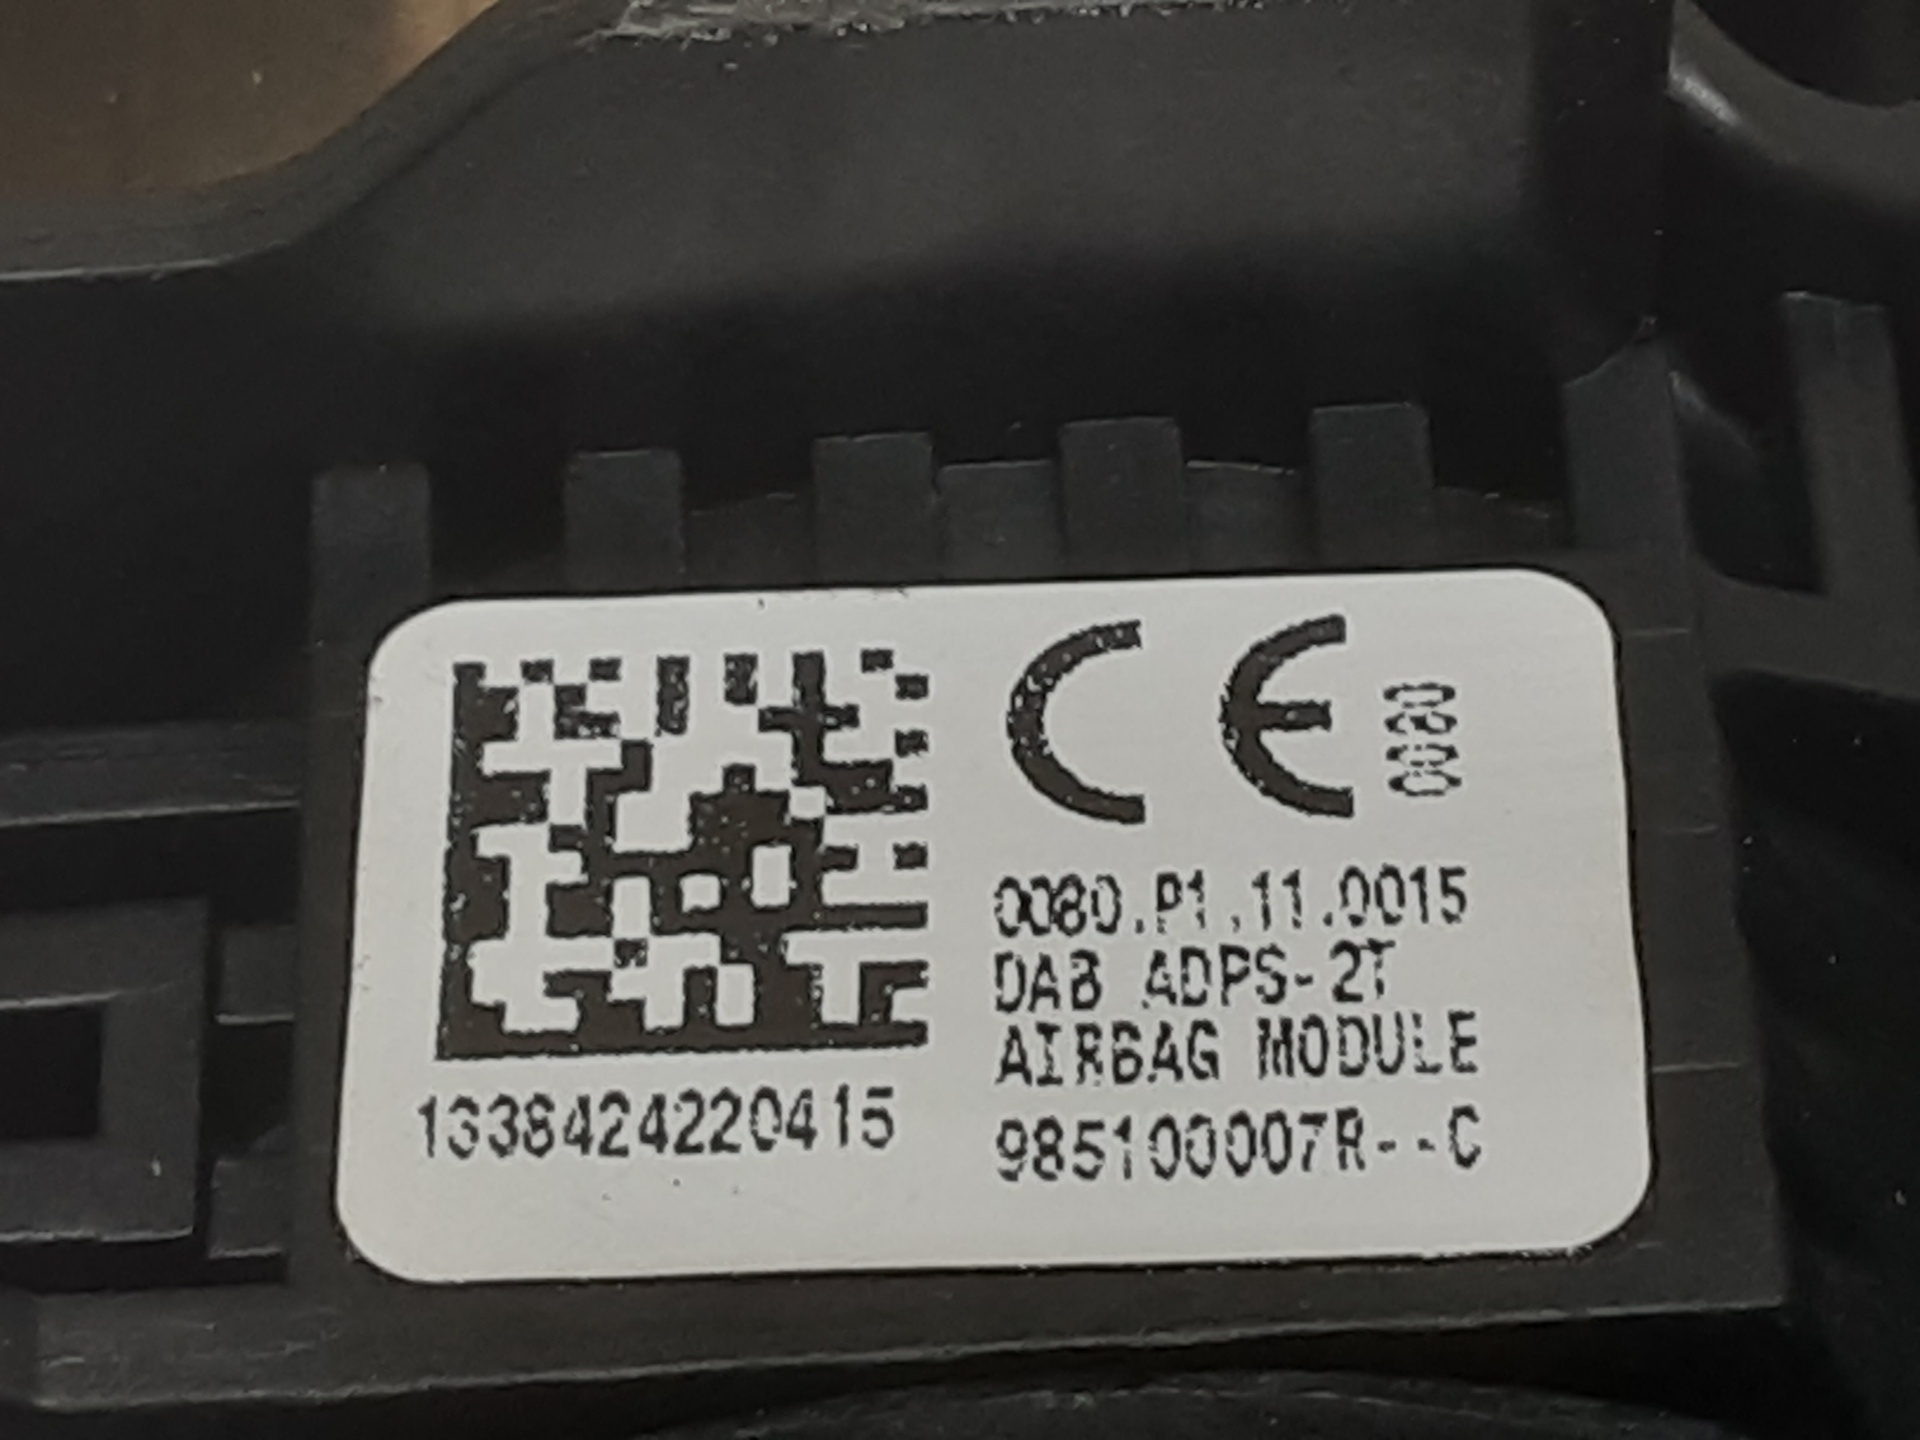 CE 0080
0080.P1.11.0015
DAB ADPS-2T
AIRBAG MODULE
985100007R--C
1338424220415